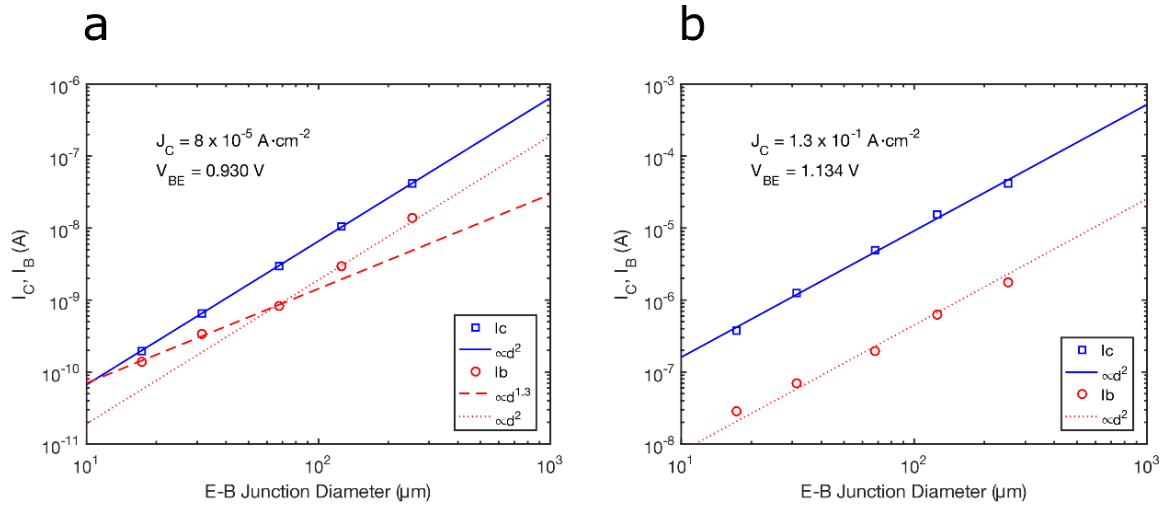 a
10^-6
10^-7
10^-8
10^-9
10^-10
10^-11
I_C, I_B (A)
J_C = 8 x 10^-5 A·cm^-2
V_BE = 0.930 V
Ic
∝d^2
Ib
∝d^1.3
∝d^2
10^1
10^2
10^3
E-B Junction Diameter (μm)
b
10^-3
10^-4
10^-5
10^-6
10^-7
10^-8
I_C, I_B (A)
J_C = 1.3 x 10^-1 A·cm^-2
V_BE = 1.134 V
Ic
∝d^2
Ib
∝d^2
10^1
10^2
10^3
E-B Junction Diameter (μm)